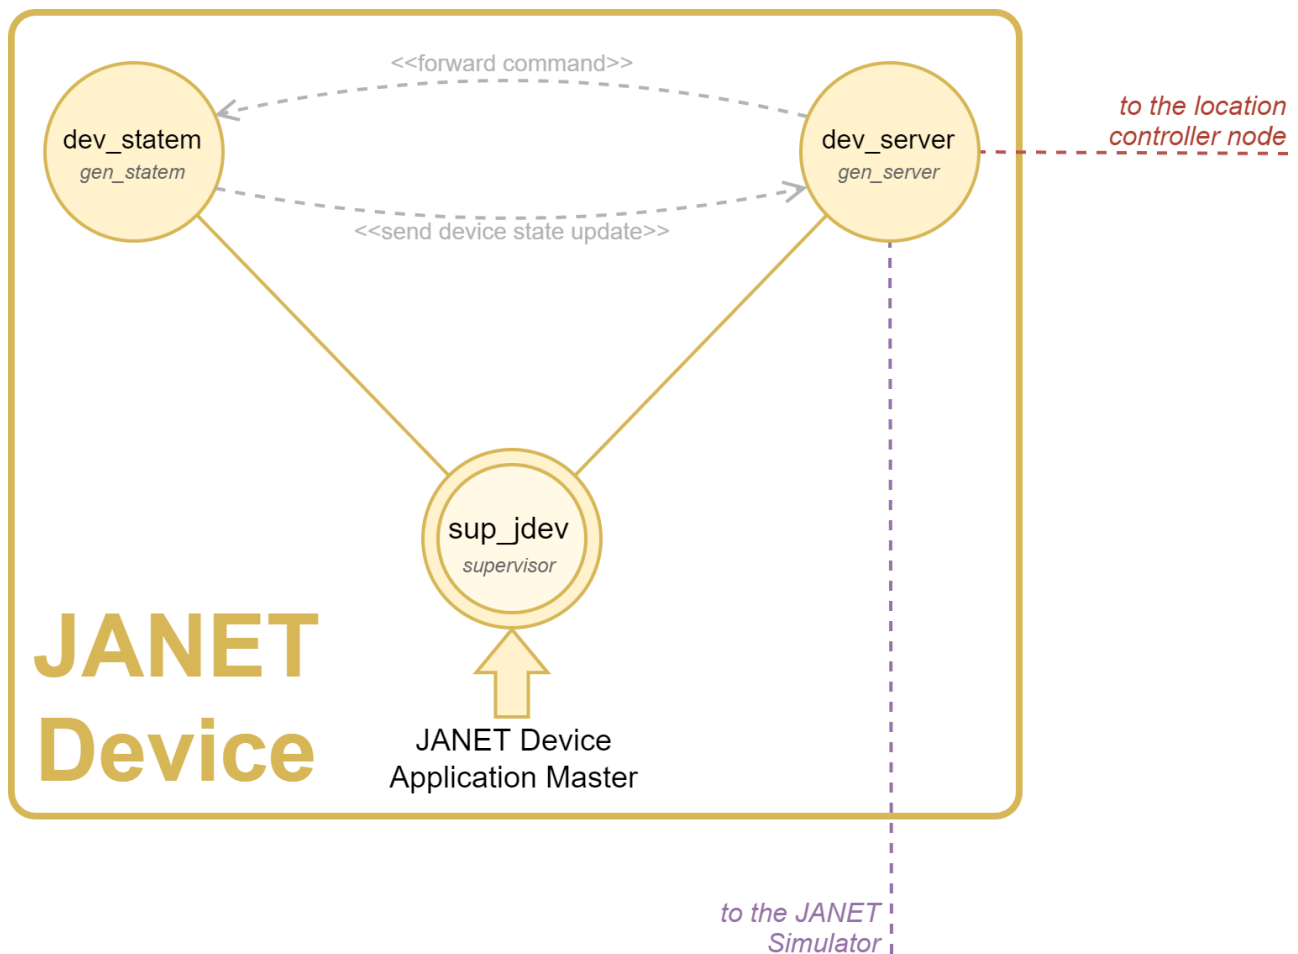 <<forward command>>
dev_statem
gen_statem
dev_server
gen_server
to the location
controller node
<<send device state update>>
sup_jdev
supervisor
JANET
Device
JANET Device
Application Master
to the JANET
Simulator